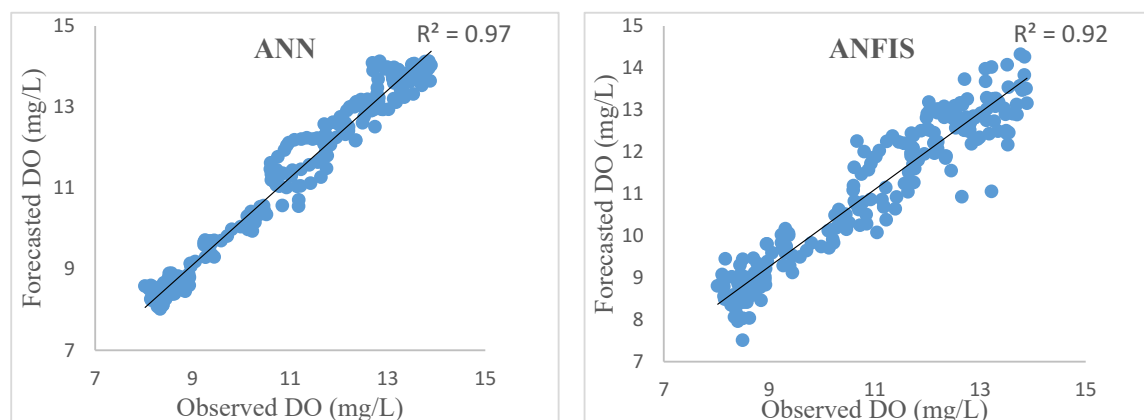 ANN
R² = 0.97
Forecasted DO (mg/L)
15
13
11
9
7
7 9 11 13 15
Observed DO (mg/L)
ANFIS
R² = 0.92
Forecasted DO (mg/L)
15
14
13
12
11
10
9
8
7
7 9 11 13 15
Observed DO (mg/L)